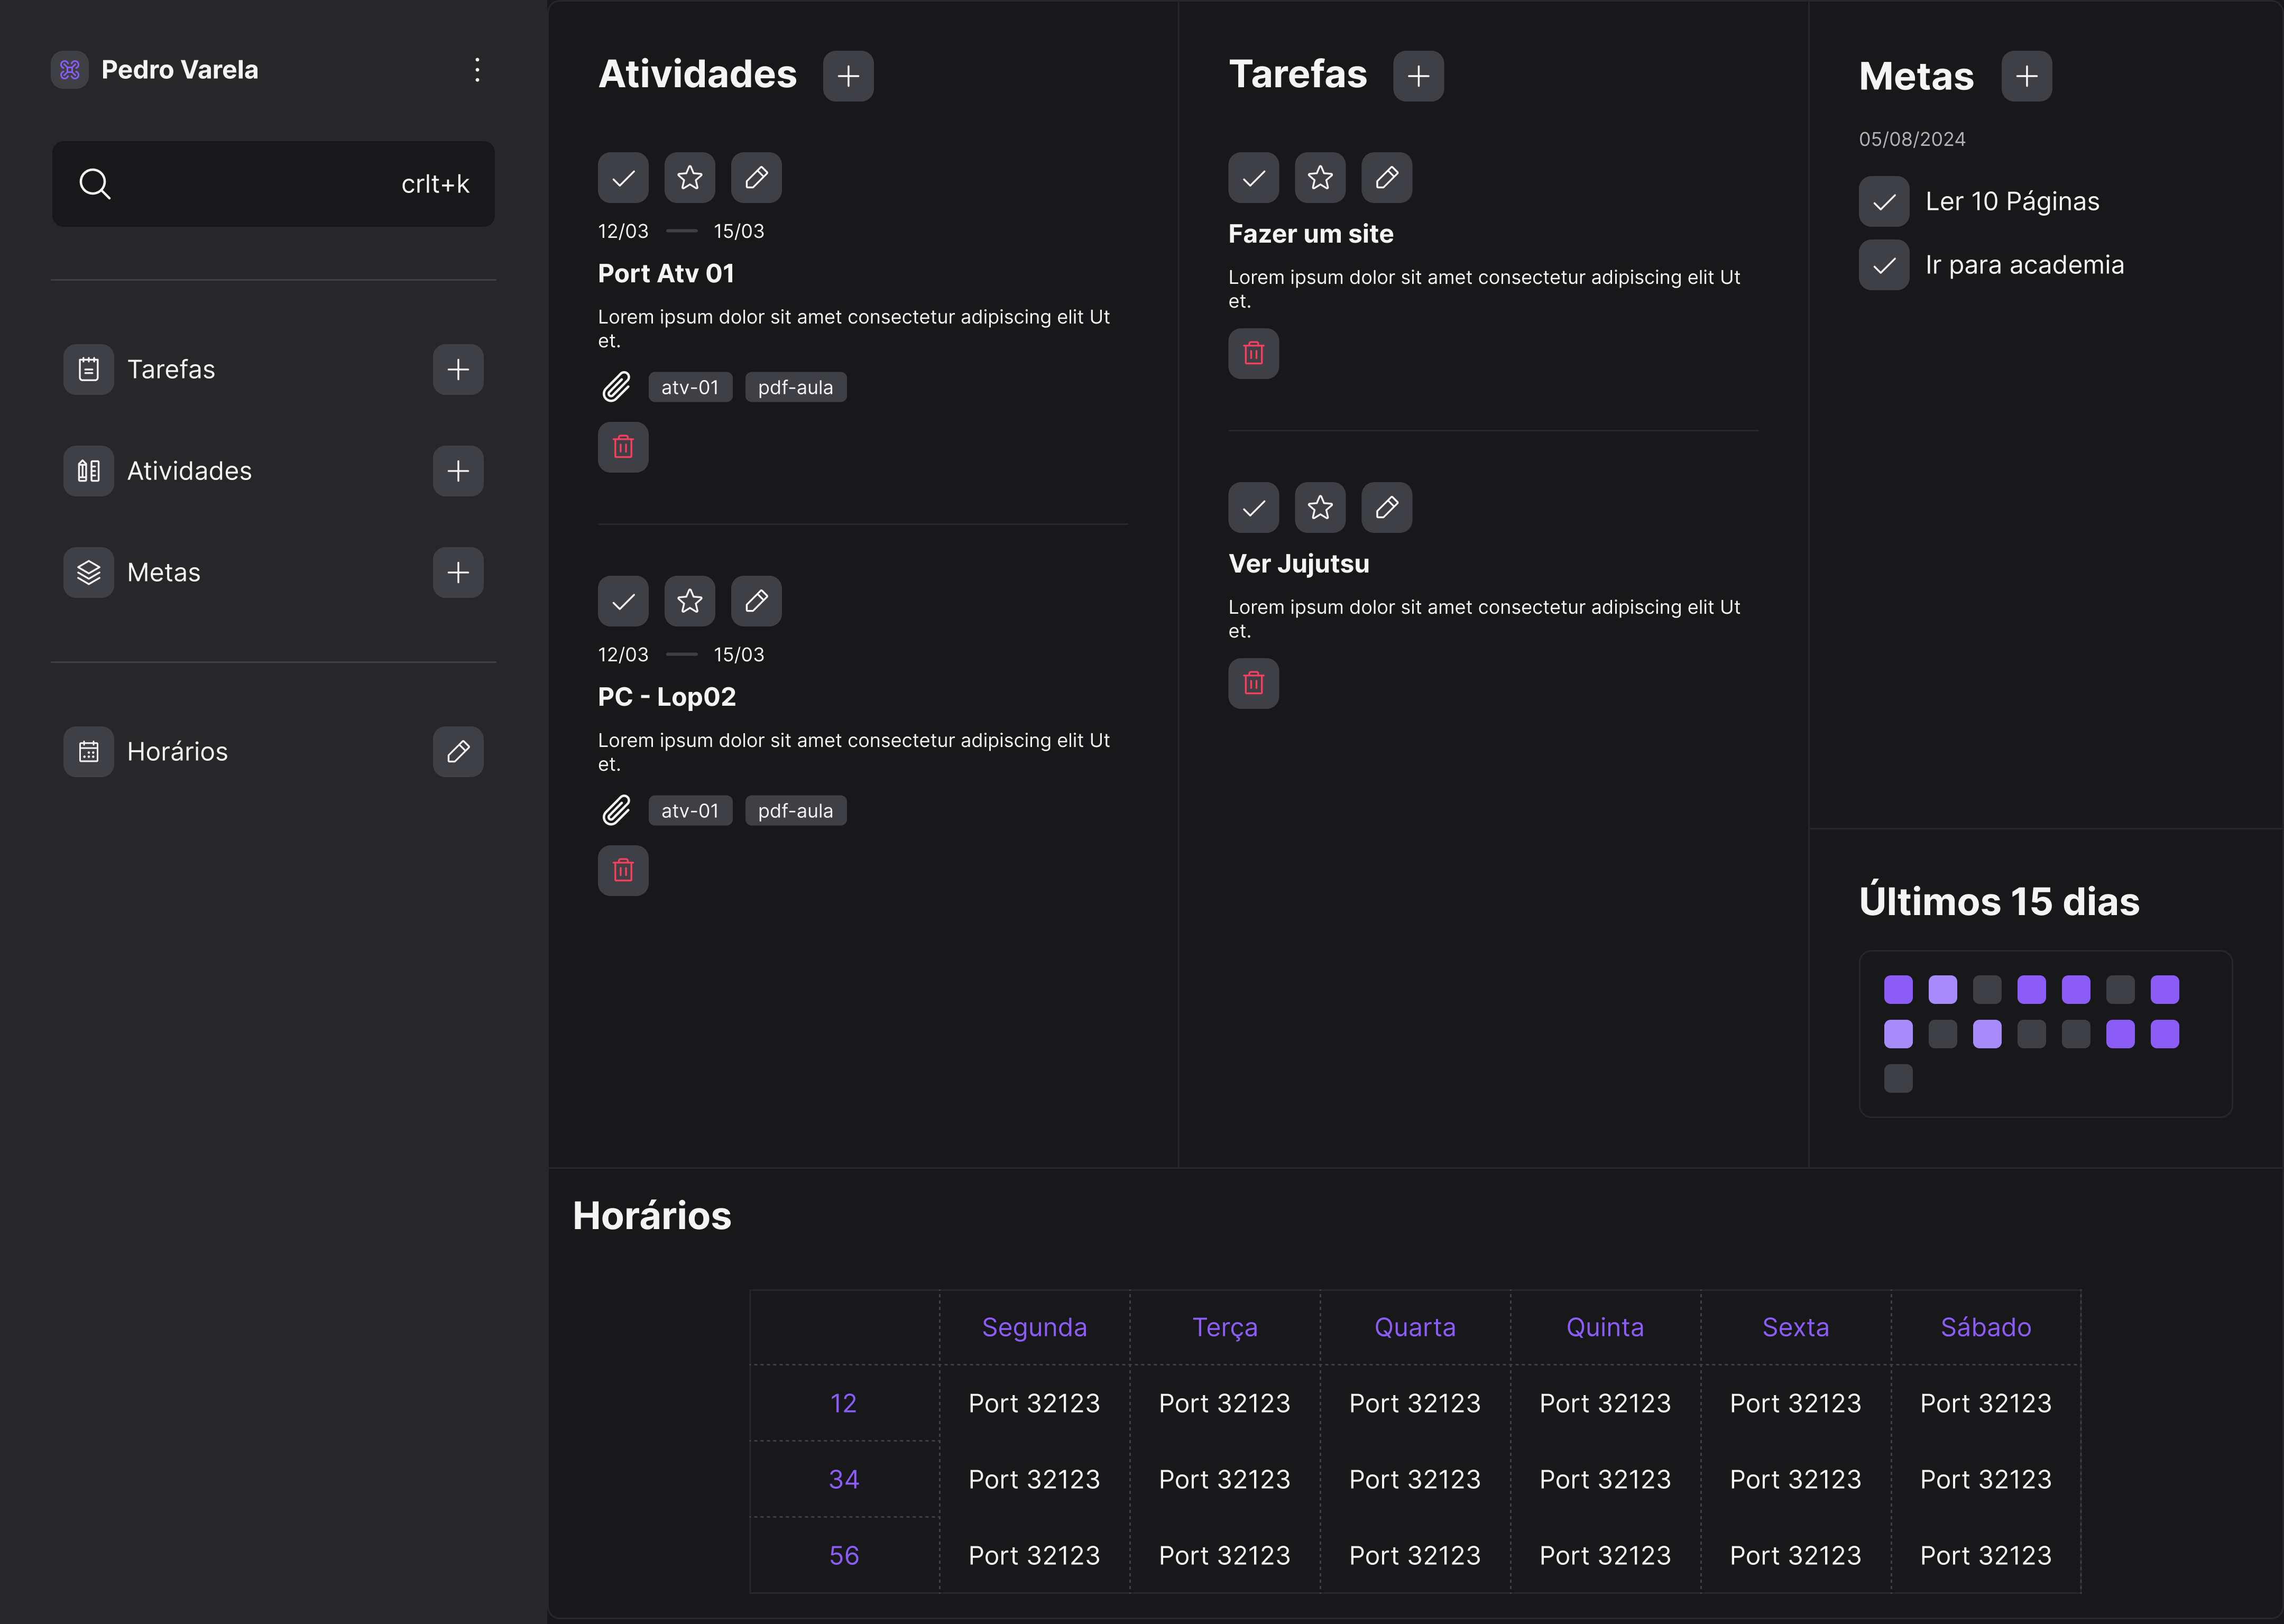 Pedro Varela
crlt+k
Tarefas
Atividades
Metas
Horários
Atividades
12/03 15/03
Port Atv 01
Lorem ipsum dolor sit amet consectetur adipiscing elit Ut
et.
atv-01 pdf-aula
12/03 15/03
PC - Lop02
Lorem ipsum dolor sit amet consectetur adipiscing elit Ut
et.
atv-01 pdf-aula
Tarefas
Fazer um site
Lorem ipsum dolor sit amet consectetur adipiscing elit Ut
et.
Ver Jujutsu
Lorem ipsum dolor sit amet consectetur adipiscing elit Ut
et.
Metas
05/08/2024
Ler 10 Páginas
Ir para academia
Últimos 15 dias
Horários
Segunda Terça Quarta Quinta Sexta Sábado
12 Port 32123 Port 32123 Port 32123 Port 32123 Port 32123 Port 32123
34 Port 32123 Port 32123 Port 32123 Port 32123 Port 32123 Port 32123
56 Port 32123 Port 32123 Port 32123 Port 32123 Port 32123 Port 32123